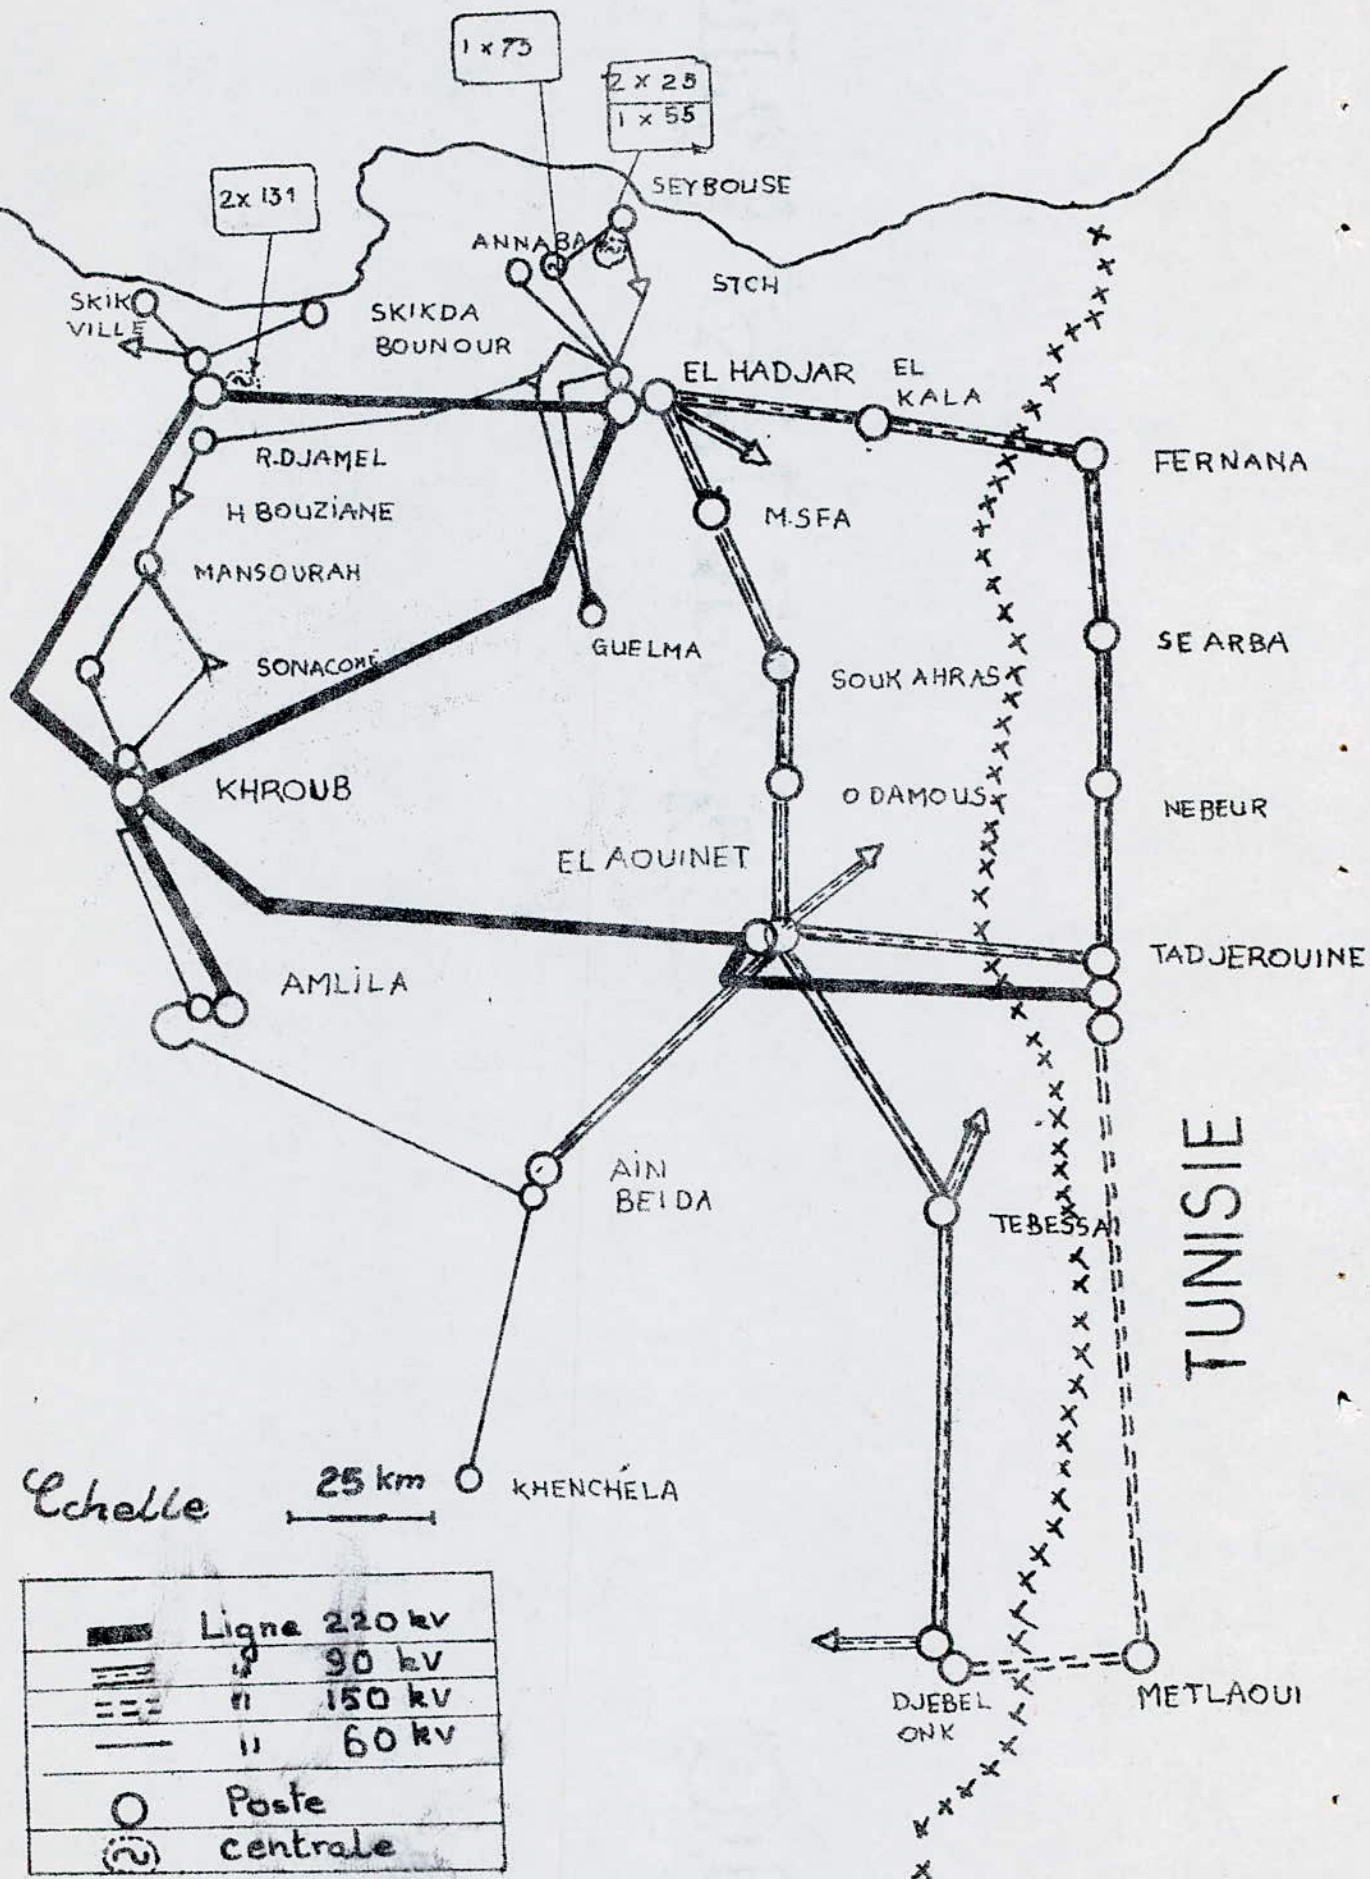 1 x 75
2 x 25
1 x 55
2x 131
SEYBOUSE
ANNABA
STCH
SKIK
VILLE
SKIKDA
BOUNOUR
EL HADJAR
EL
KALA
R.DJAMEL
FERNANA
H BOUZIANE
M.SFA
MANSOURAH
GUELMA
SE ARBA
SONACOME
SOUK AHRAS
KHROUB
O DAMOUS
NEBEUR
EL AOUINET
AMLILA
TADJEROUINE
AIN
BEIDA
TEBESSA
TUNISIE
Echelle
25 km
KHENCHÉLA
Ligne 220 kv
" 90 kv
" 150 kv
" 60 kv
DJEBEL
ONK
METLAOUI
Poste
centrale